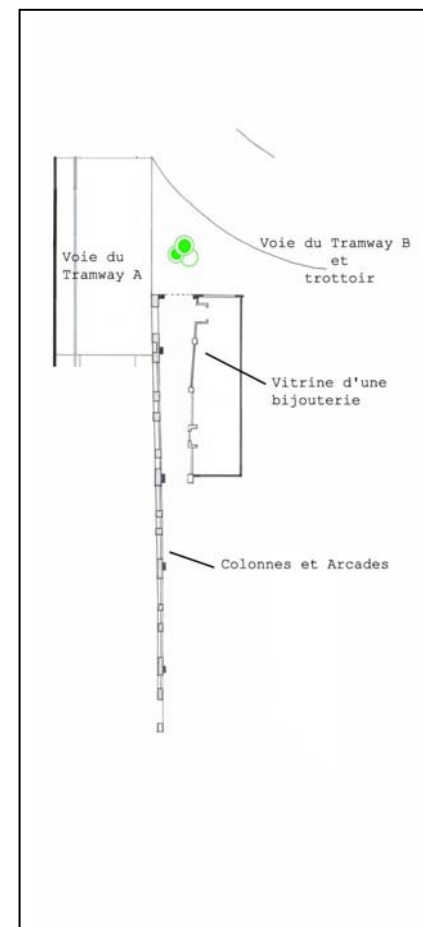 Voie du
Tramway A
Voie du Tramway B
et
trottoir
Vitrine d'une
bijouterie
Colonnes et Arcades